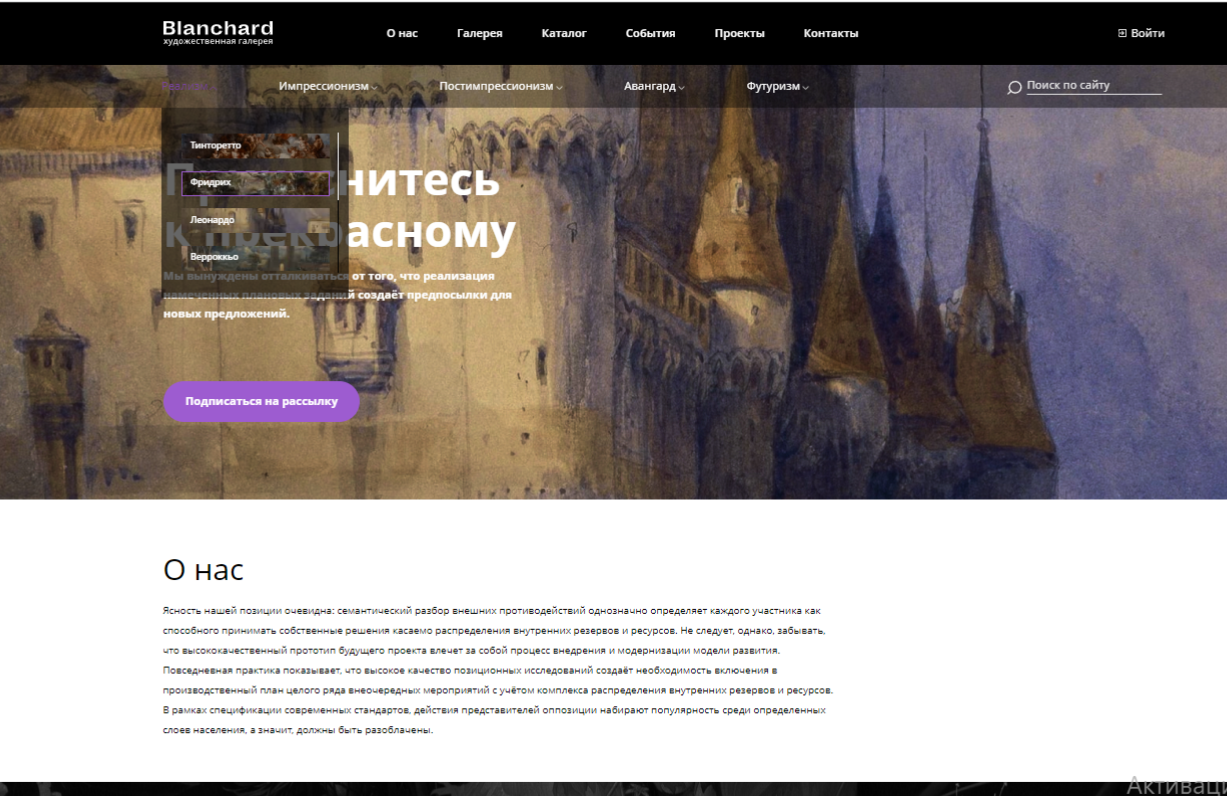 Blanchard
художественная галерея
О нас Галерея Каталог События Проекты Контакты Войти
Импрессионизм Постимпрессионизм Авангард Футуризм Поиск по сайту
Тинторетто
Фридрих
Леонардо
Верроккьо
нитесь
к прекрасному
Мы вынуждены отталкиваться от того, что реализация
намеченных плановых заданий создаёт предпосылки для
новых предложений.
Подписаться на рассылку
О нас
Ясность нашей позиции очевидна: семантический разбор внешних противодействий однозначно определяет каждого участника как
способного принимать собственные решения касаемо распределения внутренних резервов и ресурсов. Не следует, однако, забывать,
что высококачественный прототип будущего проекта влечет за собой процесс внедрения и модернизации модели развития.
Повседневная практика показывает, что высокое качество позиционных исследований создаёт необходимость включения в
производственный план целого ряда внеочередных мероприятий с учётом комплекса распределения внутренних резервов и ресурсов.
В рамках спецификации современных стандартов, действия представителей оппозиции набирают популярность среди определенных
слоев населения, а значит, должны быть разоблачены.
Активаци